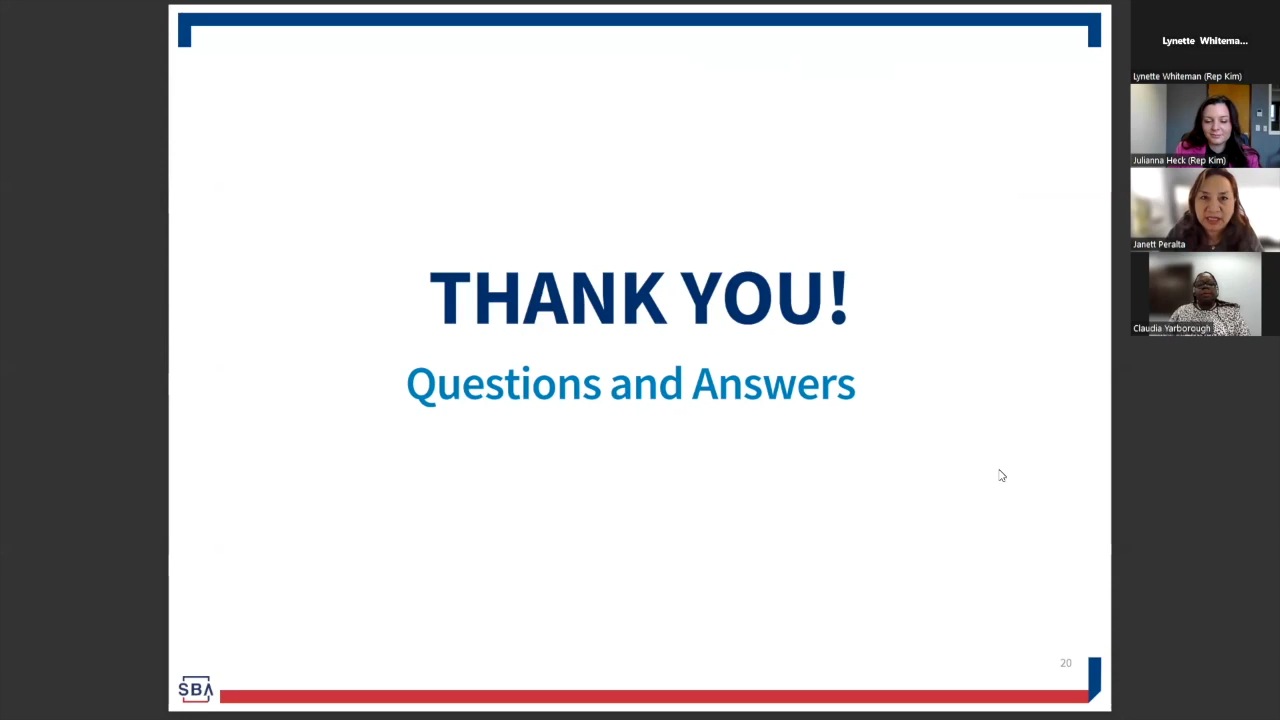 THANK YOU!
Questions and Answers
20
SBA
Lynette Whitema...
Lynette Whiteman (Rep Kim)
Julianna Heck (Rep Kim)
Janett Peralta
Claudia Yarborough